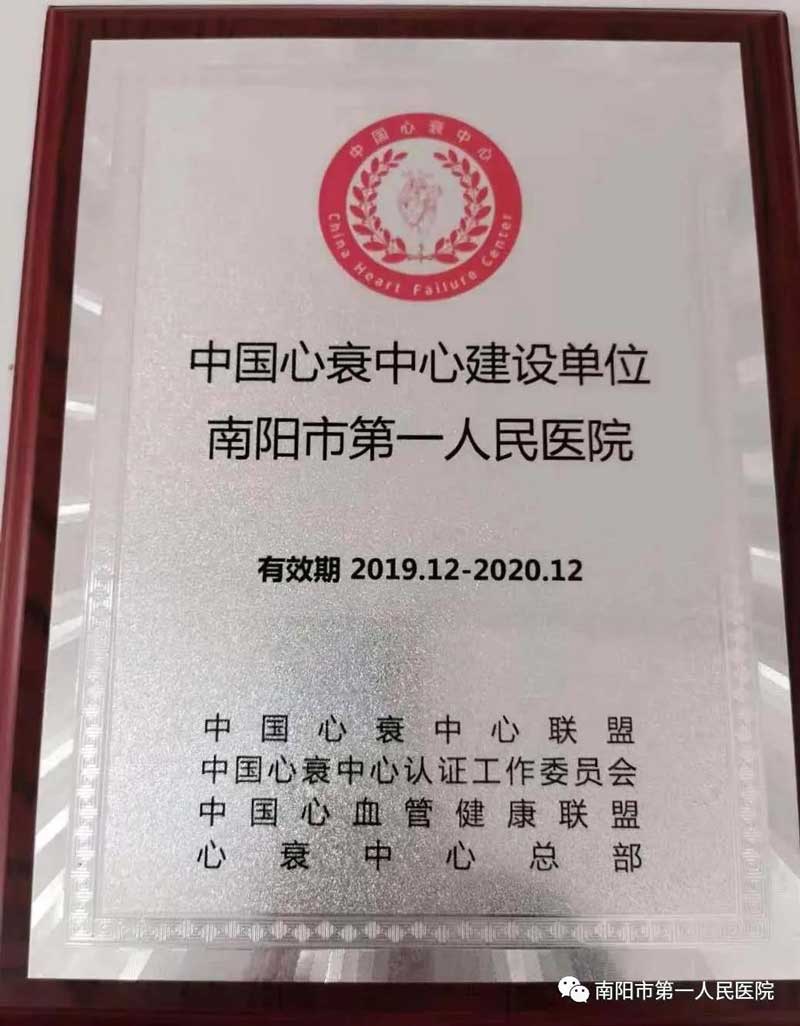 中国心衰中心
China Heart Failure Center
中国心衰中心建设单位
南阳市第一人民医院
有效期 2019.12-2020.12
中国心衰中心联盟
中国心衰中心认证工作委员会
中国心血管健康联盟
心衰中心总部
南阳市第一人民医院